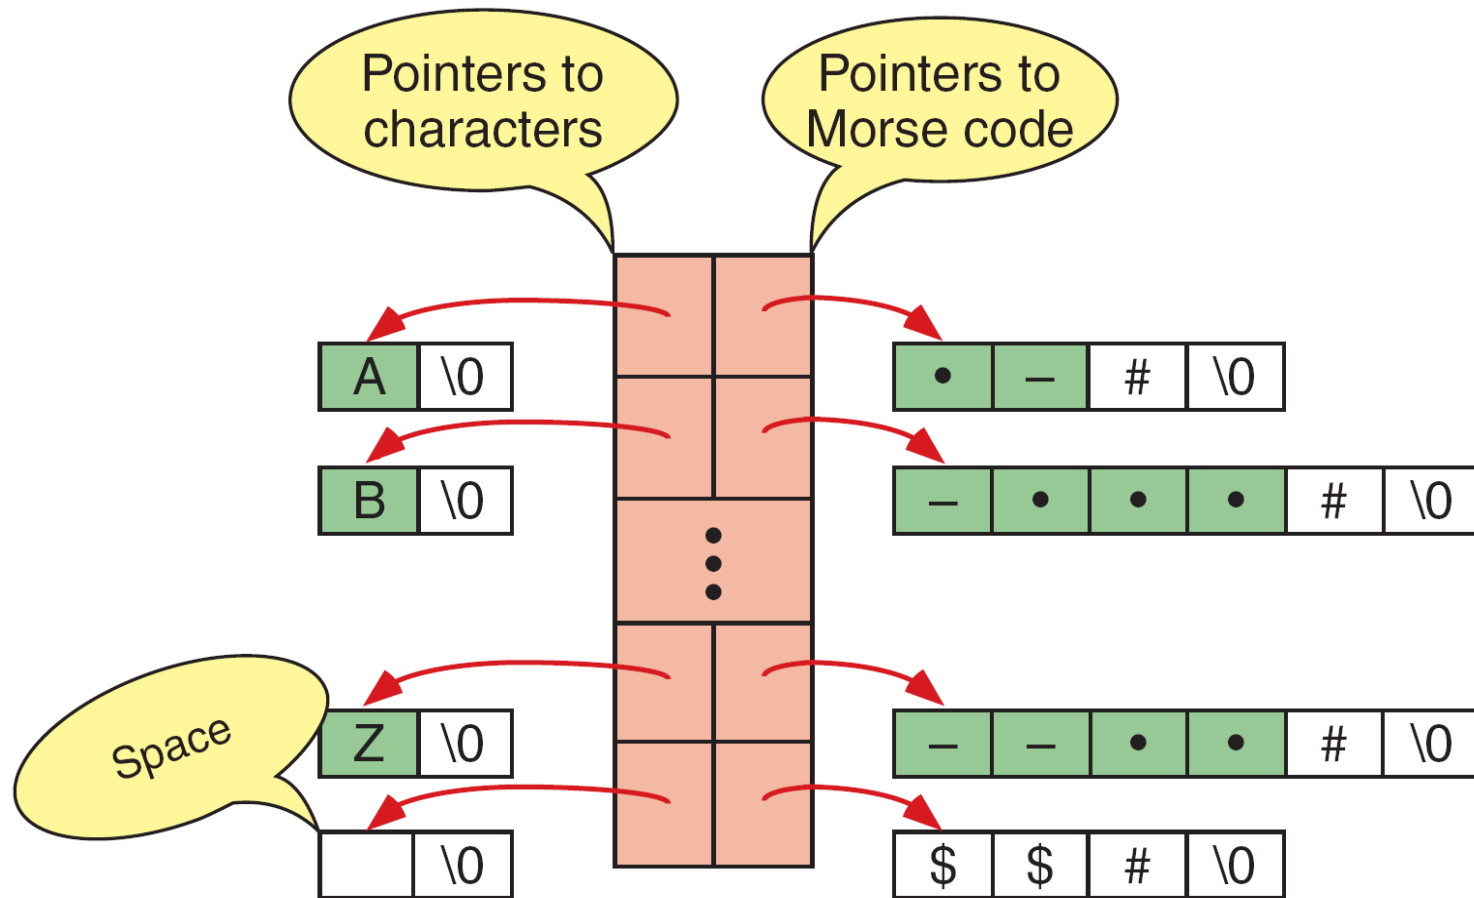 Pointers to
characters
Pointers to
Morse code
A \0
• – # \0
B \0
– • • • # \0
Space
Z \0
– – • • # \0
\0
$ $ # \0